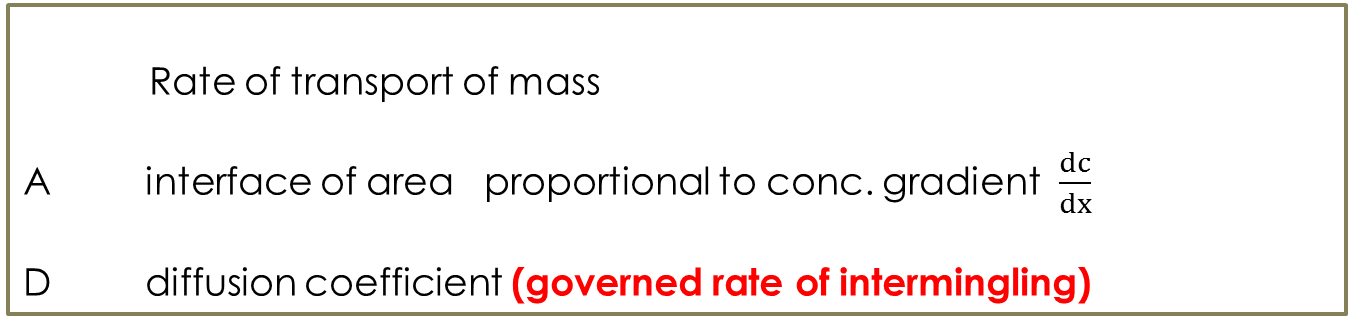 Rate of transport of mass
A interface of area proportional to conc. gradient dc/dx
D diffusion coefficient (governed rate of intermingling)